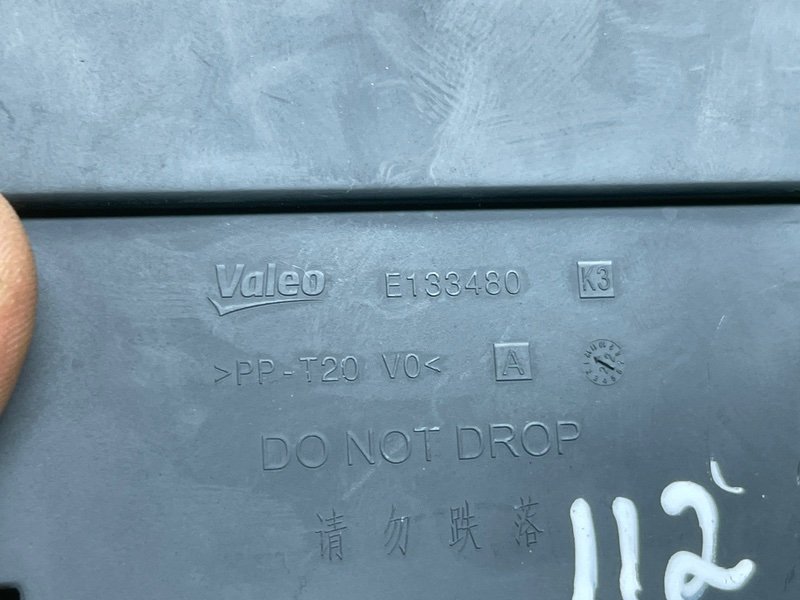 Valeo E133480 K3
>PP-T20 V0< A
DO NOT DROP
请勿跌落
112